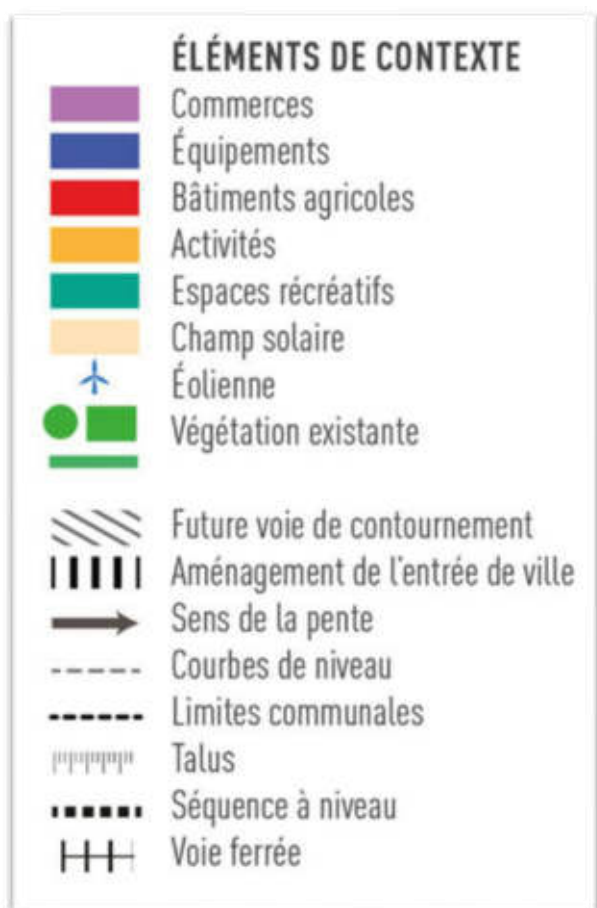 ÉLÉMENTS DE CONTEXTE
Commerces
Équipements
Bâtiments agricoles
Activités
Espaces récréatifs
Champ solaire
Éolienne
Végétation existante
Future voie de contournement
Aménagement de l'entrée de ville
Sens de la pente
Courbes de niveau
Limites communales
Talus
Séquence à niveau
Voie ferrée